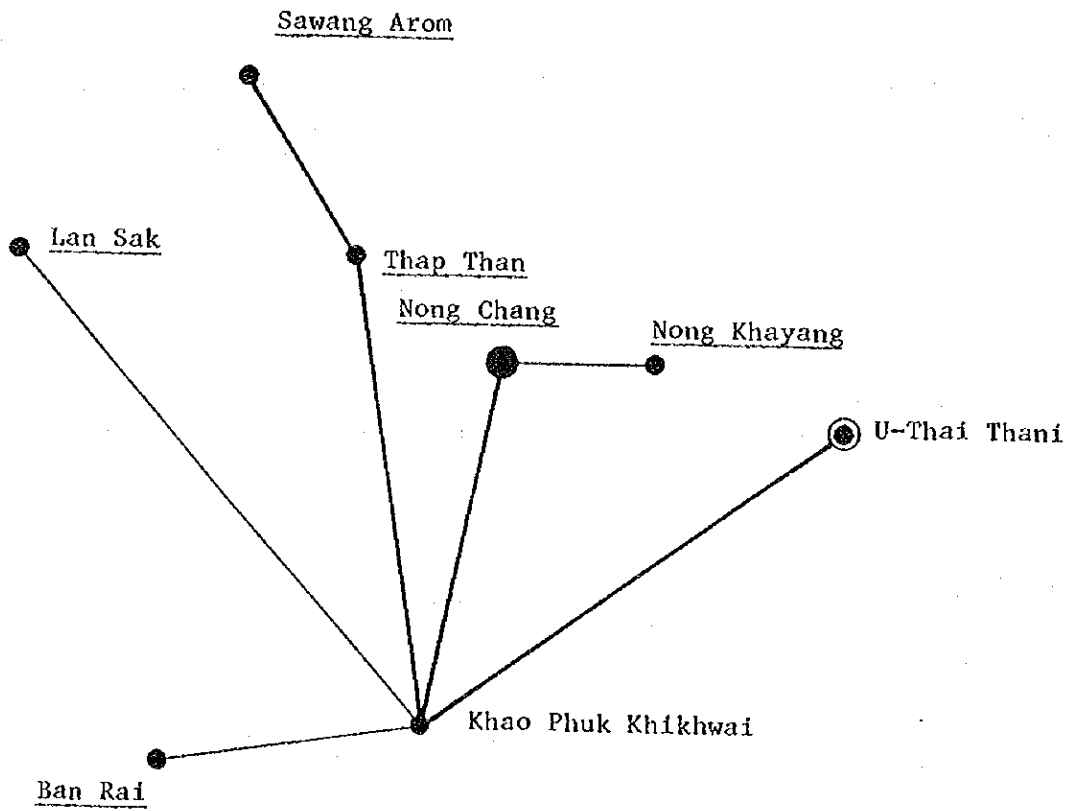 Sawang Arom
Lan Sak
Thap Than
Nong Chang
Nong Khayang
U-Thai Thani
Khao Phuk Khikhwai
Ban Rai